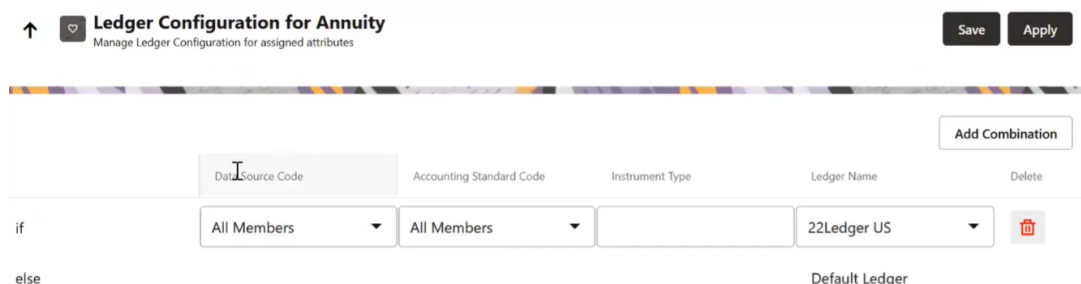 Ledger Configuration for Annuity
Manage Ledger Configuration for assigned attributes
Save Apply
Add Combination
Data Source Code Accounting Standard Code Instrument Type Ledger Name Delete
if All Members All Members 22Ledger US
else Default Ledger